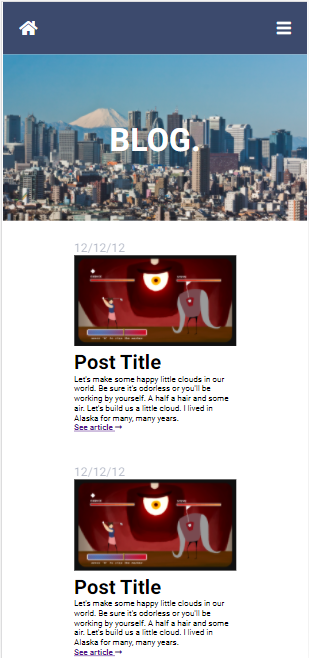 BLOG.
12/12/12
Post Title
Let's make some happy little clouds in our
world. Be sure it's odorless or you'll be
working by yourself. A half a hair and some
air. Let's build us a little cloud. I lived in
Alaska for many, many years.
See article →
12/12/12
Post Title
Let's make some happy little clouds in our
world. Be sure it's odorless or you'll be
working by yourself. A half a hair and some
air. Let's build us a little cloud. I lived in
Alaska for many, many years.
See article →